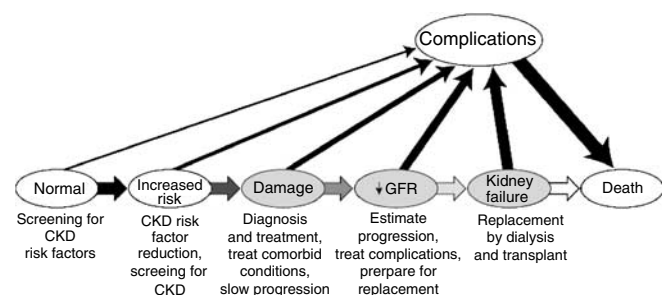 Complications
Normal
Increased
risk
Damage
↓ GFR
Kidney
failure
Death
Screening for
CKD
risk factors
CKD risk
factor
reduction,
screeing for
CKD
Diagnosis
and treatment,
treat comorbid
conditions,
slow progression
Estimate
progression,
treat complications,
prerpare for
replacement
Replacement
by dialysis
and transplant